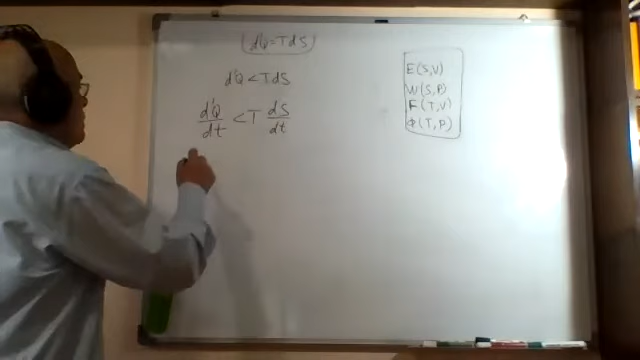 (đQ = TdS)
đQ < TdS
đQ/dt < T dS/dt
E(S,V)
W(S,P)
F(T,V)
Φ(T,P)